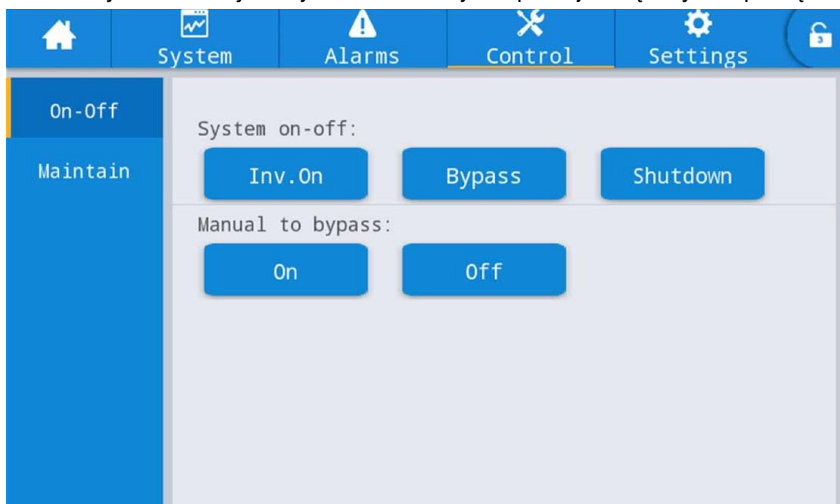 System Alarms Control Settings 3
On-Off
System on-off:
Maintain Inv.On Bypass Shutdown
Manual to bypass:
On Off